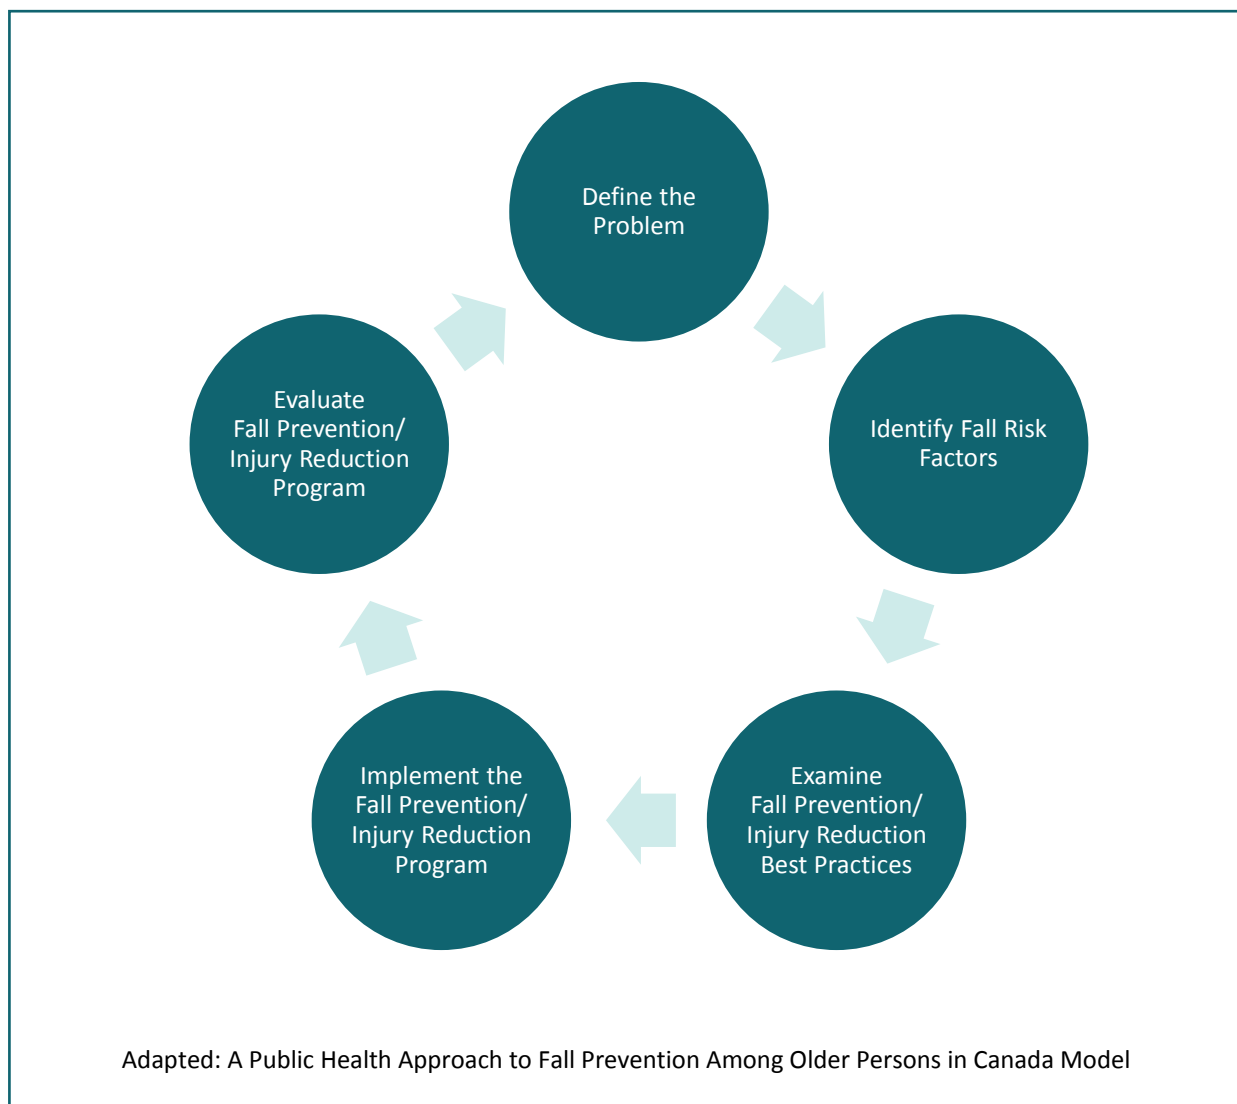 Define the
Problem
Identify Fall Risk
Factors
Examine
Fall Prevention/
Injury Reduction
Best Practices
Implement the
Fall Prevention/
Injury Reduction
Program
Evaluate
Fall Prevention/
Injury Reduction
Program
Adapted: A Public Health Approach to Fall Prevention Among Older Persons in Canada Model